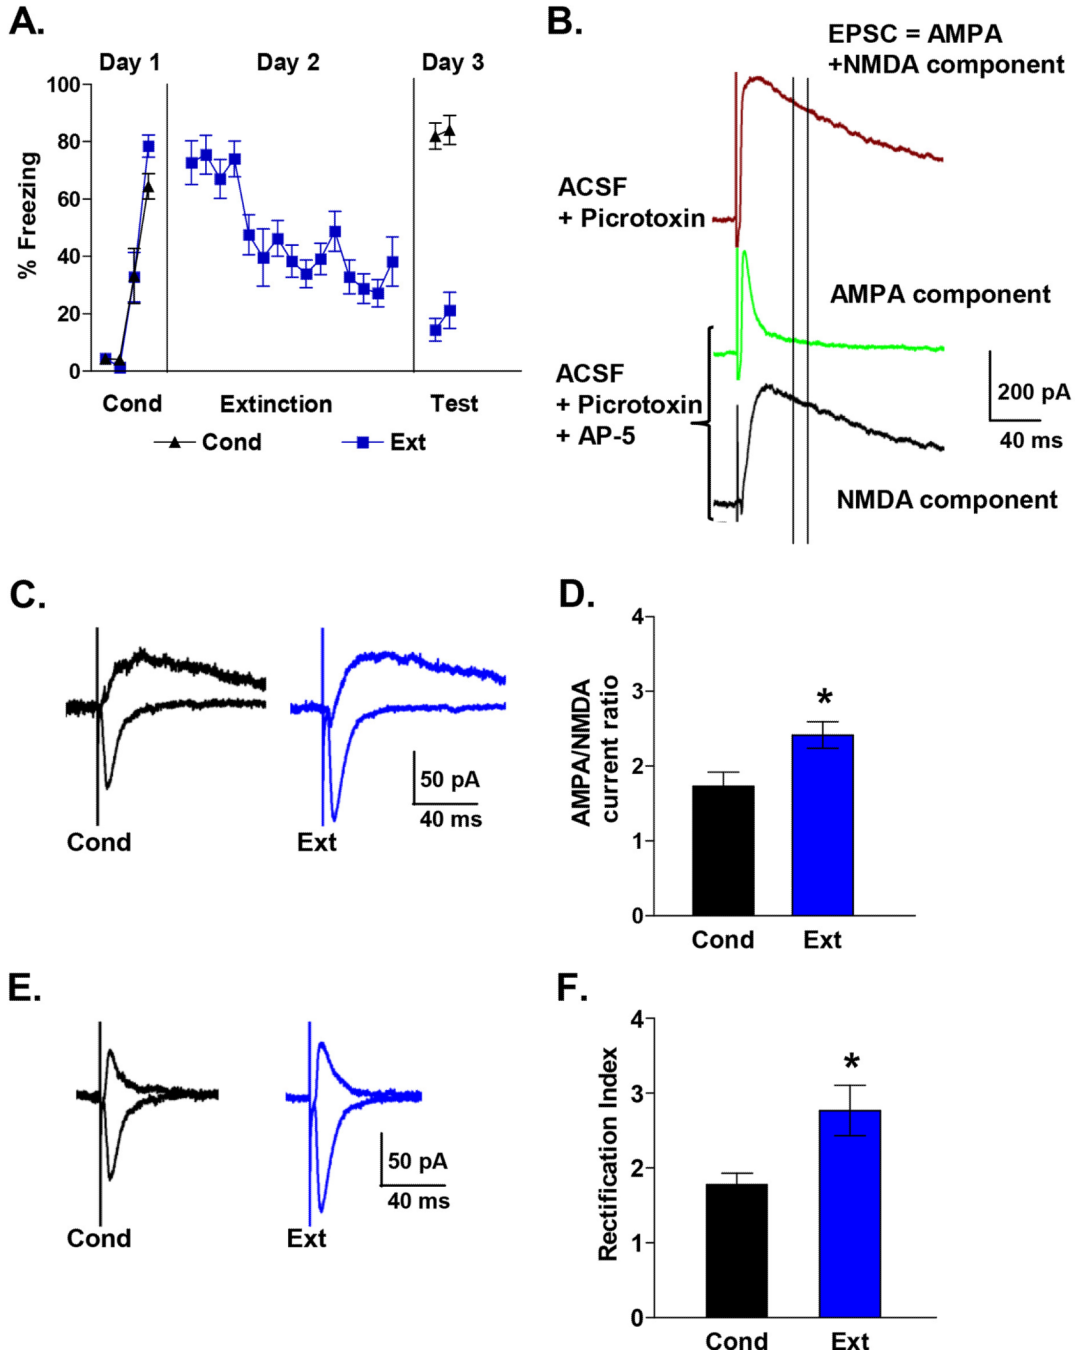 A.
Day 1
Day 2
Day 3
% Freezing
100
80
60
40
20
0
Cond
Extinction
Test
Cond
Ext
B.
EPSC = AMPA
+NMDA component
ACSF
+ Picrotoxin
AMPA component
ACSF
+ Picrotoxin
+ AP-5
200 pA
40 ms
NMDA component
C.
50 pA
40 ms
Cond
Ext
D.
AMPA/NMDA
current ratio
4
3
2
1
0
*
Cond
Ext
E.
50 pA
40 ms
Cond
Ext
F.
Rectification Index
4
3
2
1
0
*
Cond
Ext